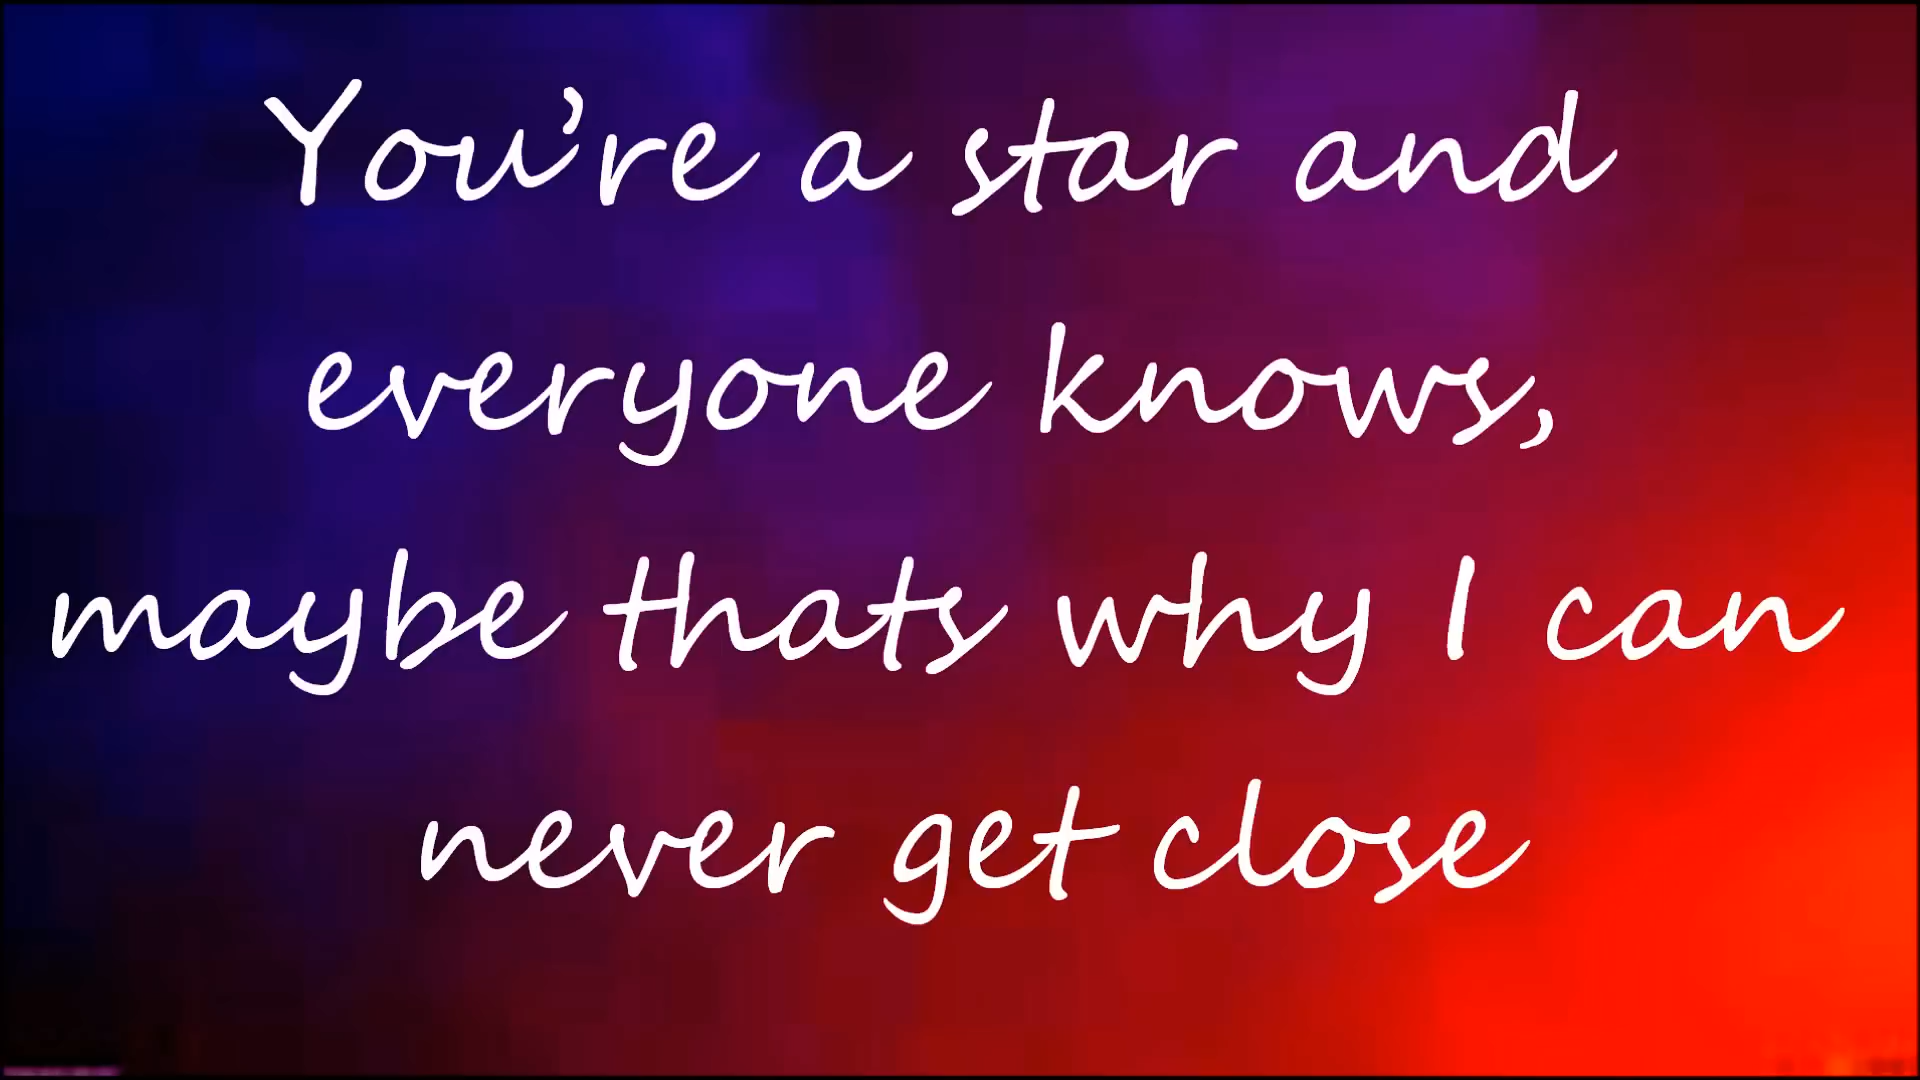 You’re a star and
everyone knows,
maybe thats why I can
never get close